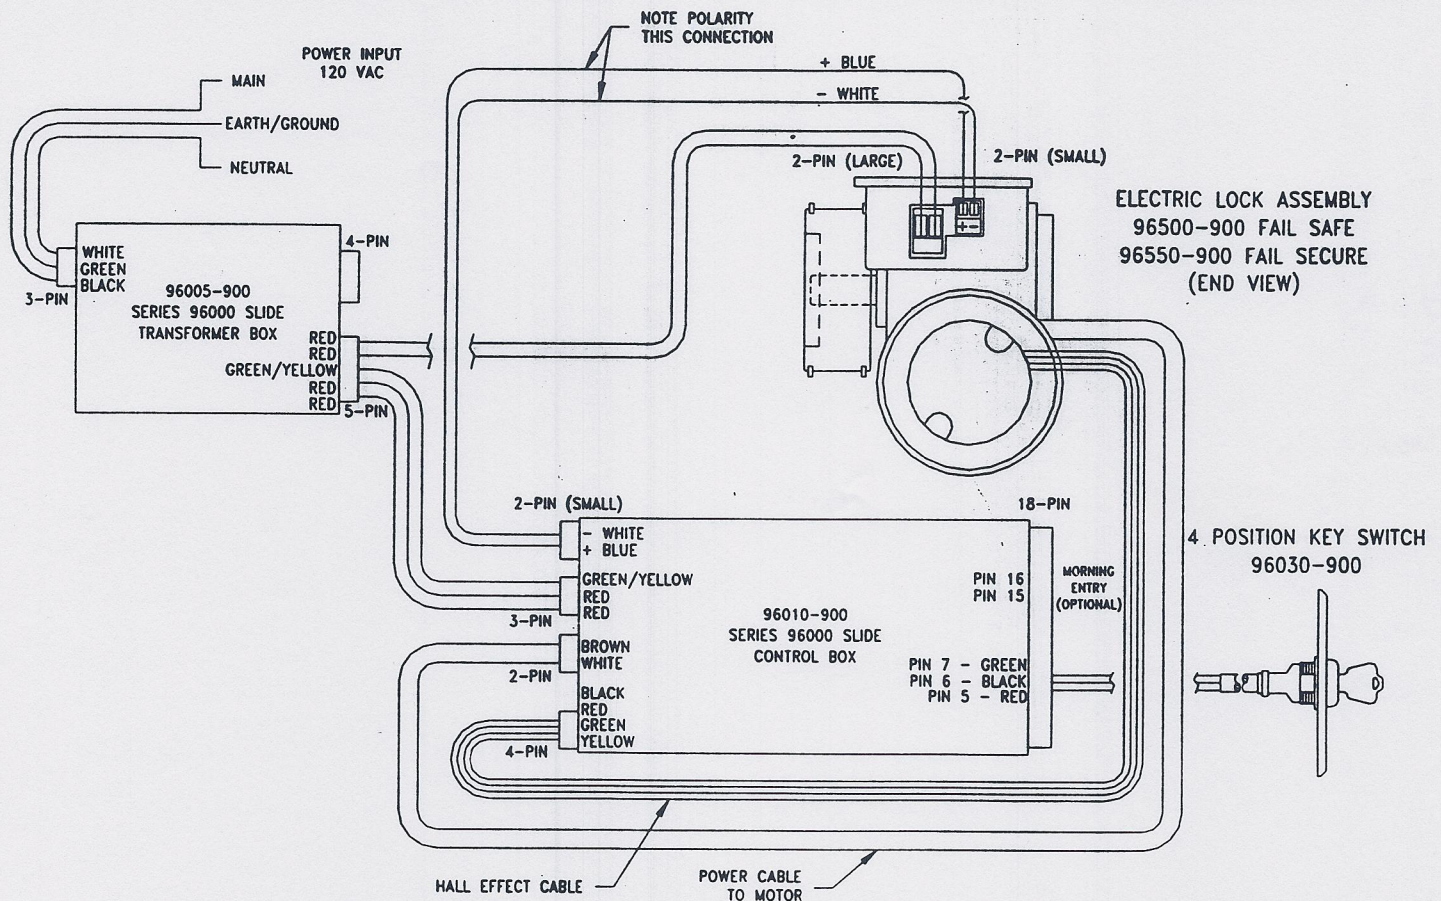 NOTE POLARITY
THIS CONNECTION
POWER INPUT
120 VAC
MAIN
EARTH/GROUND
NEUTRAL
+ BLUE
- WHITE
2-PIN (LARGE)
2-PIN (SMALL)
+-
ELECTRIC LOCK ASSEMBLY
96500-900 FAIL SAFE
96550-900 FAIL SECURE
(END VIEW)
WHITE
GREEN
BLACK
3-PIN
4-PIN
96005-900
SERIES 96000 SLIDE
TRANSFORMER BOX
RED
RED
GREEN/YELLOW
RED
RED
5-PIN
2-PIN (SMALL)
- WHITE
+ BLUE
GREEN/YELLOW
RED
RED
3-PIN
BROWN
WHITE
2-PIN
BLACK
RED
GREEN
YELLOW
4-PIN
96010-900
SERIES 96000 SLIDE
CONTROL BOX
18-PIN
PIN 16
PIN 15
MORNING
ENTRY
(OPTIONAL)
PIN 7 - GREEN
PIN 6 - BLACK
PIN 5 - RED
4 POSITION KEY SWITCH
96030-900
HALL EFFECT CABLE
POWER CABLE
TO MOTOR